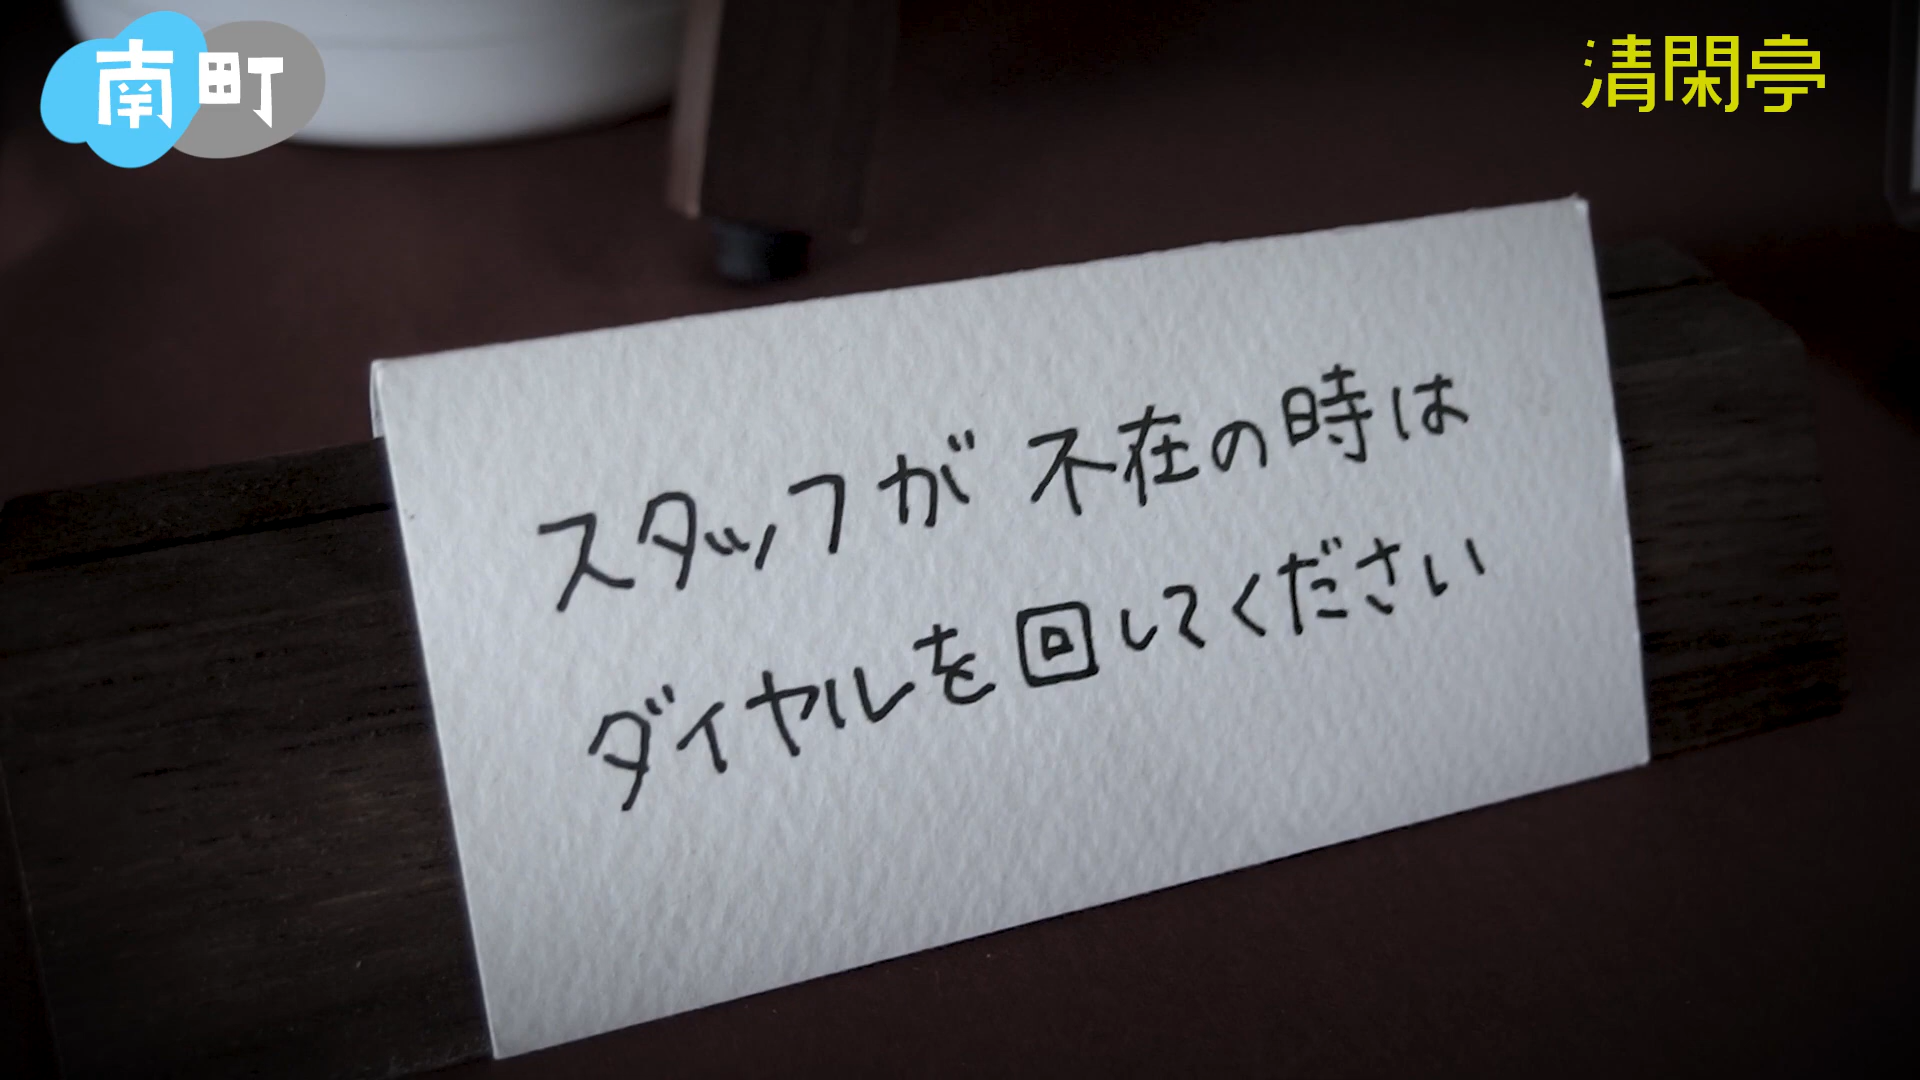 南町
清閑亭
スタッフが不在の時は
ダイヤルを回してください